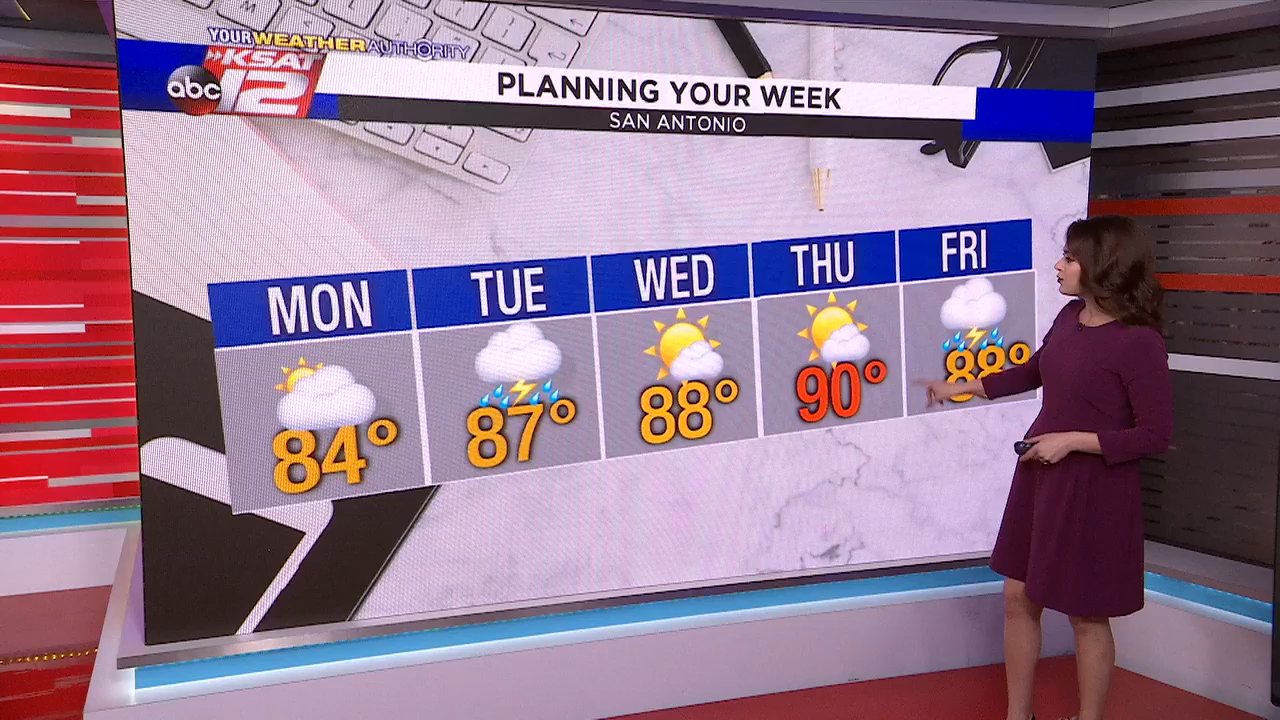 YOUR WEATHER AUTHORITY
KSAT
abc 12
PLANNING YOUR WEEK
SAN ANTONIO
MON TUE WED THU FRI
84° 87° 88° 90° 88°